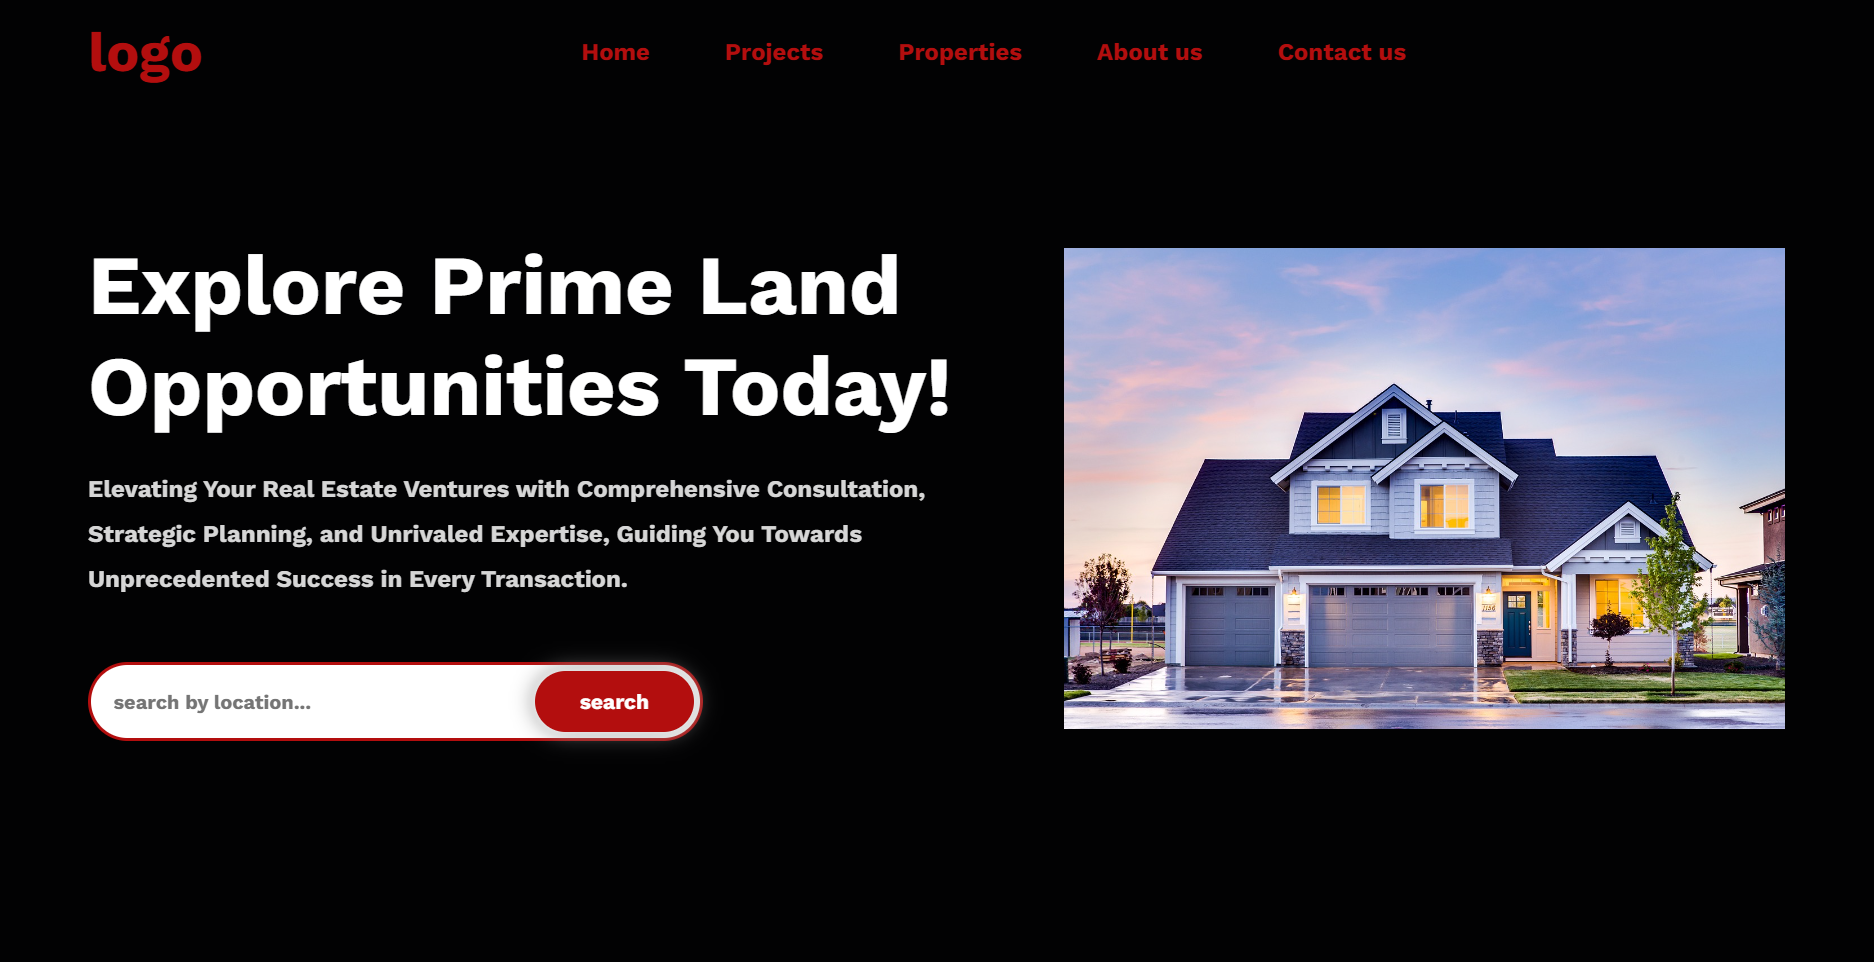 logo
Home Projects Properties About us Contact us
Explore Prime Land
Opportunities Today!
Elevating Your Real Estate Ventures with Comprehensive Consultation,
Strategic Planning, and Unrivaled Expertise, Guiding You Towards
Unprecedented Success in Every Transaction.
search by location...
search